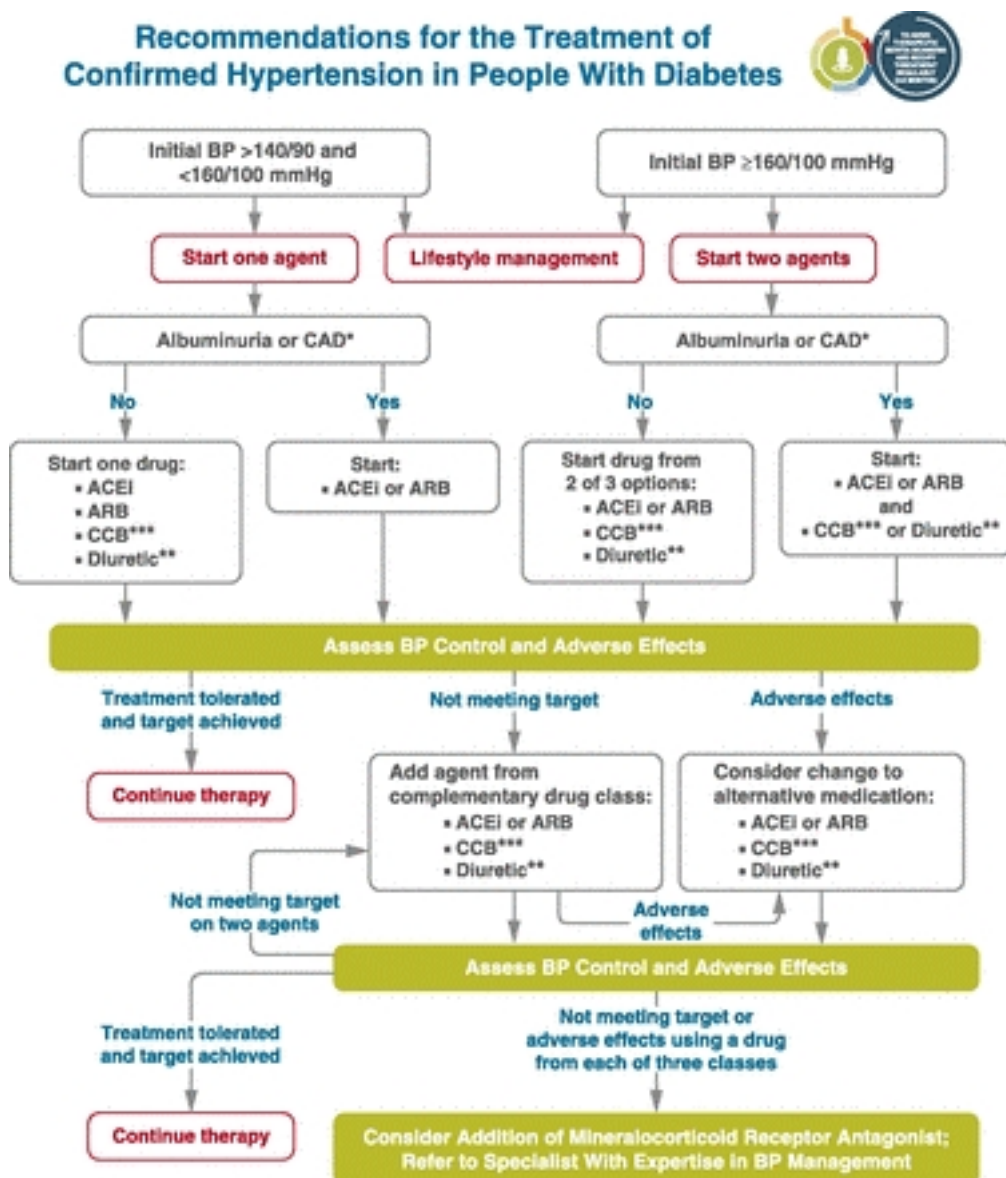 Recommendations for the Treatment of
Confirmed Hypertension in People With Diabetes
Initial BP >140/90 and
<160/100 mmHg
Initial BP ≥160/100 mmHg
Start one agent
Lifestyle management
Start two agents
Albuminuria or CAD*
Albuminuria or CAD*
No
Yes
No
Yes
Start one drug:
▪ ACEi
▪ ARB
▪ CCB***
▪ Diuretic**
Start:
▪ ACEi or ARB
Start drug from
2 of 3 options:
▪ ACEi or ARB
▪ CCB***
▪ Diuretic**
Start:
▪ ACEi or ARB
and
▪ CCB*** or Diuretic**
Assess BP Control and Adverse Effects
Treatment tolerated
and target achieved
Not meeting target
Adverse effects
Continue therapy
Add agent from
complementary drug class:
▪ ACEi or ARB
▪ CCB***
▪ Diuretic**
Consider change to
alternative medication:
▪ ACEi or ARB
▪ CCB***
▪ Diuretic**
Not meeting target
on two agents
Adverse
effects
Assess BP Control and Adverse Effects
Treatment tolerated
and target achieved
Not meeting target or
adverse effects using a drug
from each of three classes
Continue therapy
Consider Addition of Mineralocorticoid Receptor Antagonist;
Refer to Specialist With Expertise in BP Management